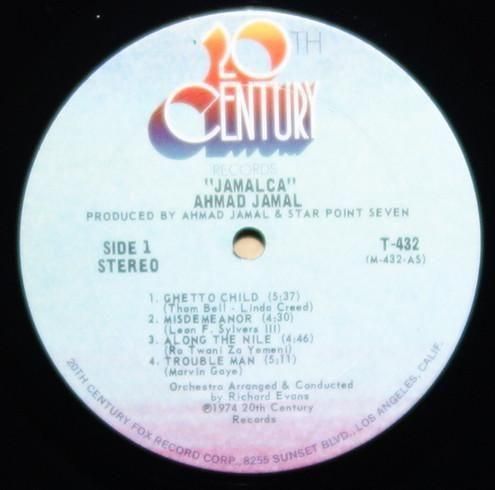 20TH
CENTURY
RECORDS
"JAMALCA"
AHMAD JAMAL
PRODUCED BY AHMAD JAMAL & STAR POINT SEVEN
SIDE 1
STEREO
T-432
(M-432-AS)
1. GHETTO CHILD (5:37)
(Thom Bell - Linda Creed)
2. MISDEMEANOR (4:30)
(Leon F. Sylvers III)
3. ALONG THE NILE (4:46)
(Ro Twani Za Yemeni)
4. TROUBLE MAN (5:11)
(Marvin Gaye)
Orchestra Arranged & Conducted
by Richard Evans
℗1974 20th Century
Records
20TH CENTURY FOX RECORD CORP., 8255 SUNSET BLVD., LOS ANGELES, CALIF.